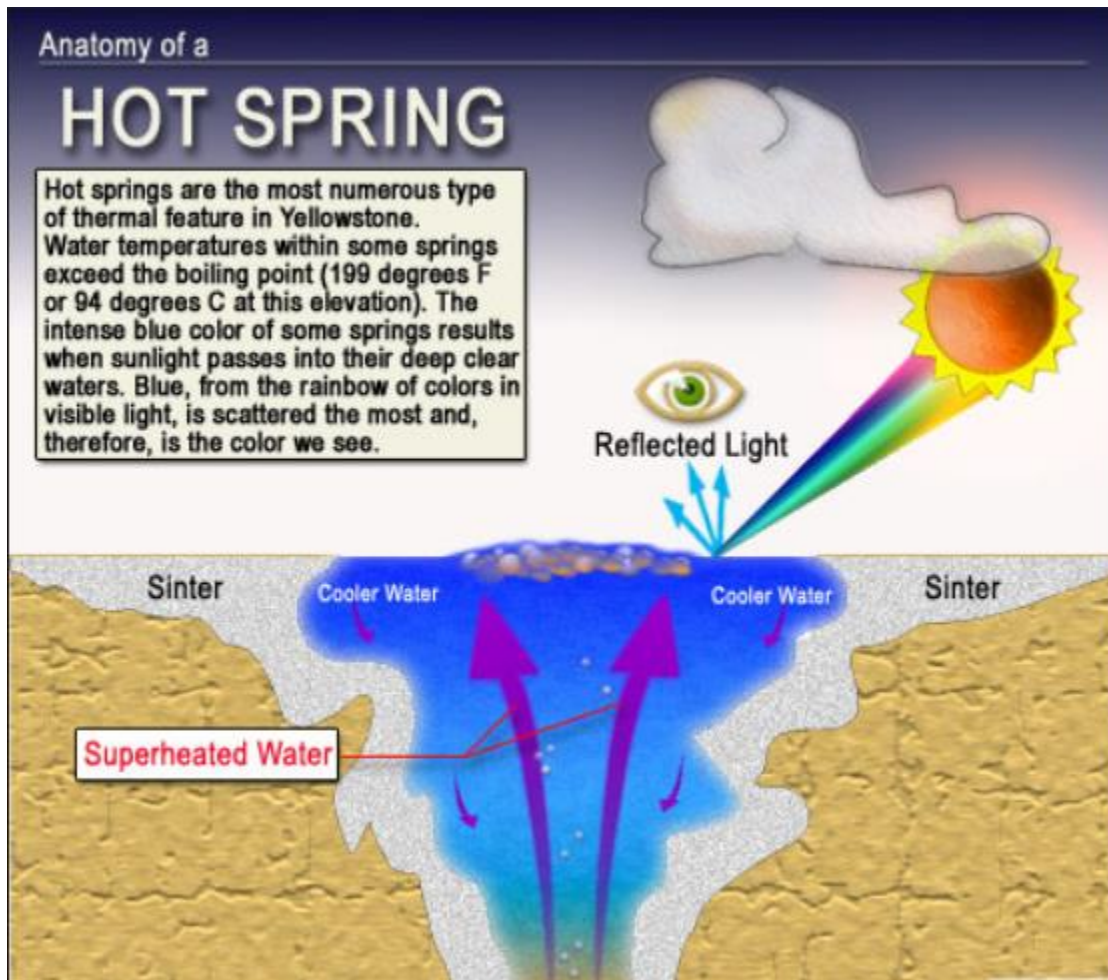 Anatomy of a
HOT SPRING
Hot springs are the most numerous type
of thermal feature in Yellowstone.
Water temperatures within some springs
exceed the boiling point (199 degrees F
or 94 degrees C at this elevation). The
intense blue color of some springs results
when sunlight passes into their deep clear
waters. Blue, from the rainbow of colors in
visible light, is scattered the most and,
therefore, is the color we see.
Reflected Light
Sinter
Cooler Water
Cooler Water
Sinter
Superheated Water